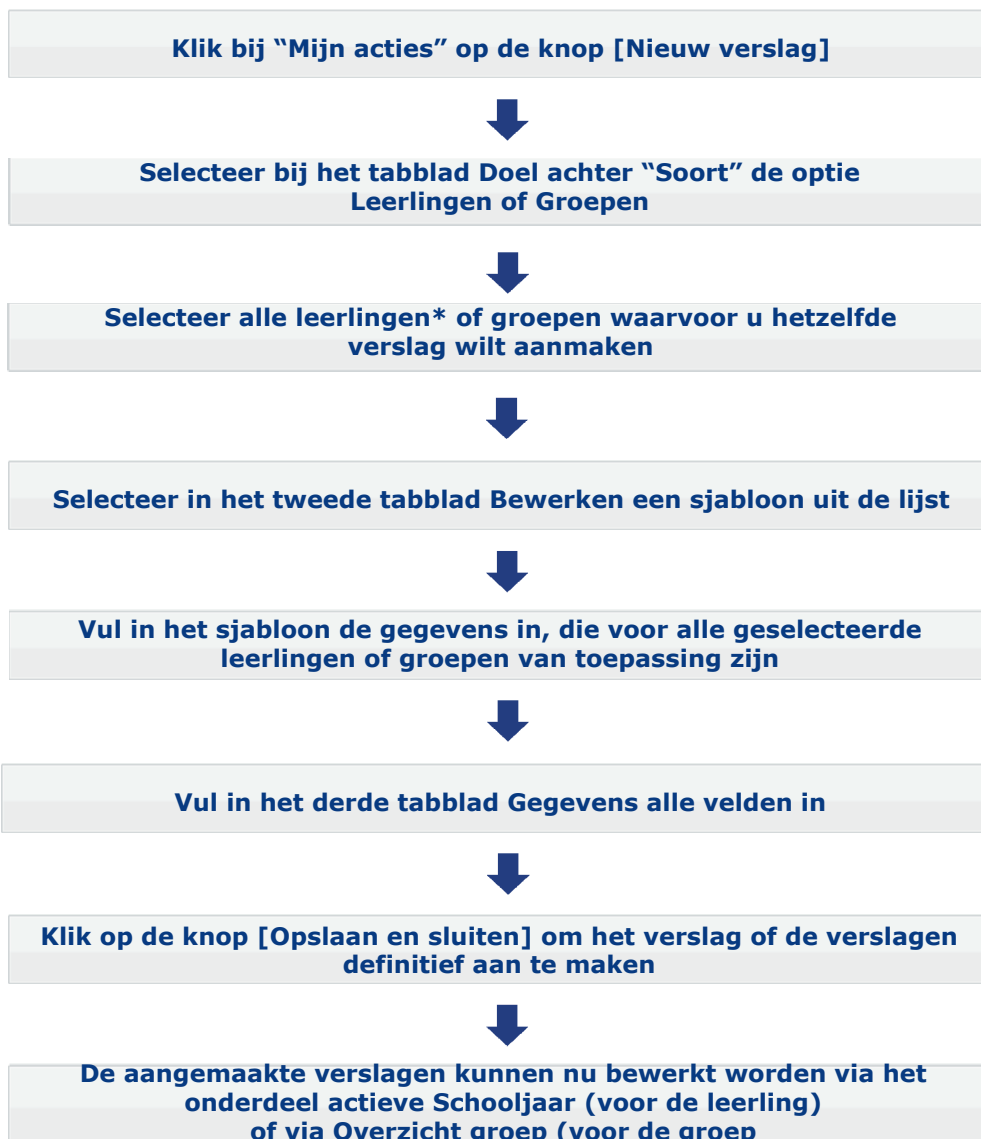 Klik bij “Mijn acties” op de knop [Nieuw verslag]
Selecteer bij het tabblad Doel achter “Soort” de optie
Leerlingen of Groepen
Selecteer alle leerlingen* of groepen waarvoor u hetzelfde
verslag wilt aanmaken
Selecteer in het tweede tabblad Bewerken een sjabloon uit de lijst
Vul in het sjabloon de gegevens in, die voor alle geselecteerde
leerlingen of groepen van toepassing zijn
Vul in het derde tabblad Gegevens alle velden in
Klik op de knop [Opslaan en sluiten] om het verslag of de verslagen
definitief aan te maken
De aangemaakte verslagen kunnen nu bewerkt worden via het
onderdeel actieve Schooljaar (voor de leerling)
of via Overzicht groep (voor de groep